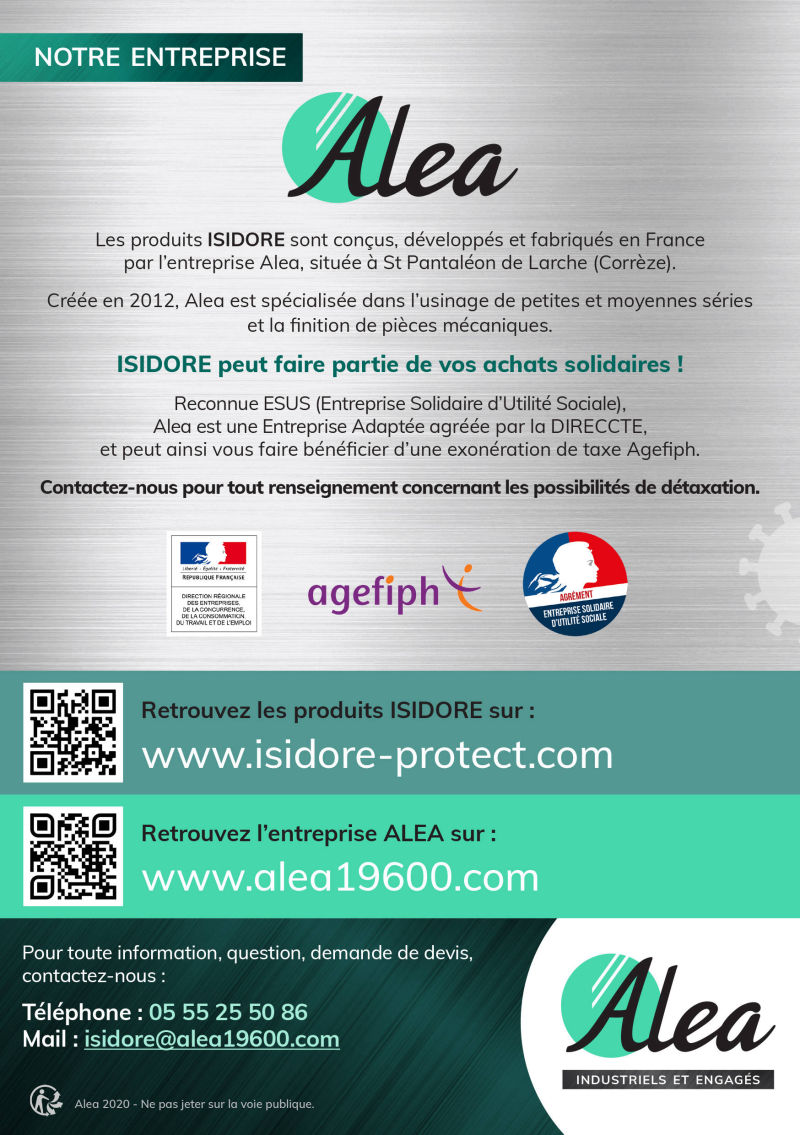 NOTRE ENTREPRISE
Alea
Les produits ISIDORE sont conçus, développés et fabriqués en France
par l'entreprise Alea, située à St Pantaléon de Larche (Corrèze).
Créée en 2012, Alea est spécialisée dans l'usinage de petites et moyennes séries
et la finition de pièces mécaniques.
ISIDORE peut faire partie de vos achats solidaires !
Reconnue ESUS (Entreprise Solidaire d'Utilité Sociale),
Alea est une Entreprise Adaptée agréée par la DIRECCTE,
et peut ainsi vous faire bénéficier d'une exonération de taxe Agefiph.
Contactez-nous pour tout renseignement concernant les possibilités de détaxation.
Liberté • Égalité • Fraternité
RÉPUBLIQUE FRANÇAISE
DIRECTION RÉGIONALE
DES ENTREPRISES,
DE LA CONCURRENCE,
DE LA CONSOMMATION
DU TRAVAIL ET DE L'EMPLOI
agefiph
AGRÉMENT
ENTREPRISE SOLIDAIRE
D'UTILITÉ SOCIALE
Retrouvez les produits ISIDORE sur :
www.isidore-protect.com
Retrouvez l'entreprise ALEA sur :
www.alea19600.com
Pour toute information, question, demande de devis,
contactez-nous :
Téléphone : 05 55 25 50 86
Mail : isidore@alea19600.com
Alea
INDUSTRIELS ET ENGAGÉS
Alea 2020 - Ne pas jeter sur la voie publique.